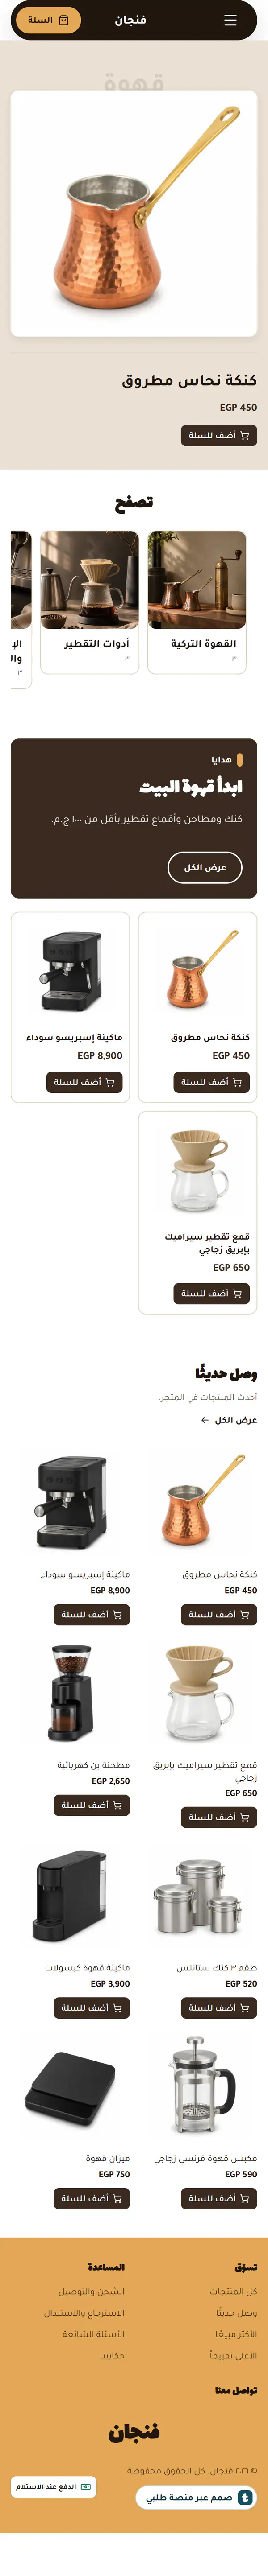 فنجان
السلة
قهوة
كنكة نحاس مطروق
EGP 450
أضف للسلة
تصفح
القهوة التركية
٣
أدوات التقطير
٣
٣
هدايا
ابدأ قهوة البيت
كنك ومطاحن وأقماع تقطير بأقل من ١٠٠٠ ج.م.
عرض الكل
كنكة نحاس مطروق
EGP 450
أضف للسلة
ماكينة إسبريسو سوداء
EGP 8,900
أضف للسلة
قمع تقطير سيراميك
بإبريق زجاجي
EGP 650
أضف للسلة
وصل حديثًا
أحدث المنتجات في المتجر.
عرض الكل
كنكة نحاس مطروق
EGP 450
أضف للسلة
ماكينة إسبريسو سوداء
EGP 8,900
أضف للسلة
قمع تقطير سيراميك بإبريق
زجاجي
EGP 650
أضف للسلة
مطحنة بن كهربائية
EGP 2,650
أضف للسلة
طقم ٣ كنك ستانلس
EGP 520
أضف للسلة
ماكينة قهوة كبسولات
EGP 3,900
أضف للسلة
مكبس قهوة فرنسي زجاجي
EGP 590
أضف للسلة
ميزان قهوة
EGP 750
أضف للسلة
تسوّق
كل المنتجات
وصل حديثًا
الأكثر مبيعًا
الأعلى تقييماً
المساعدة
الشحن والتوصيل
الاسترجاع والاستبدال
الأسئلة الشائعة
حكايتنا
تواصل معنا
فنجان
© ٢٠٢٦ فنجان. كل الحقوق محفوظة.
صمم عبر منصة طلبي
الدفع عند الاستلام